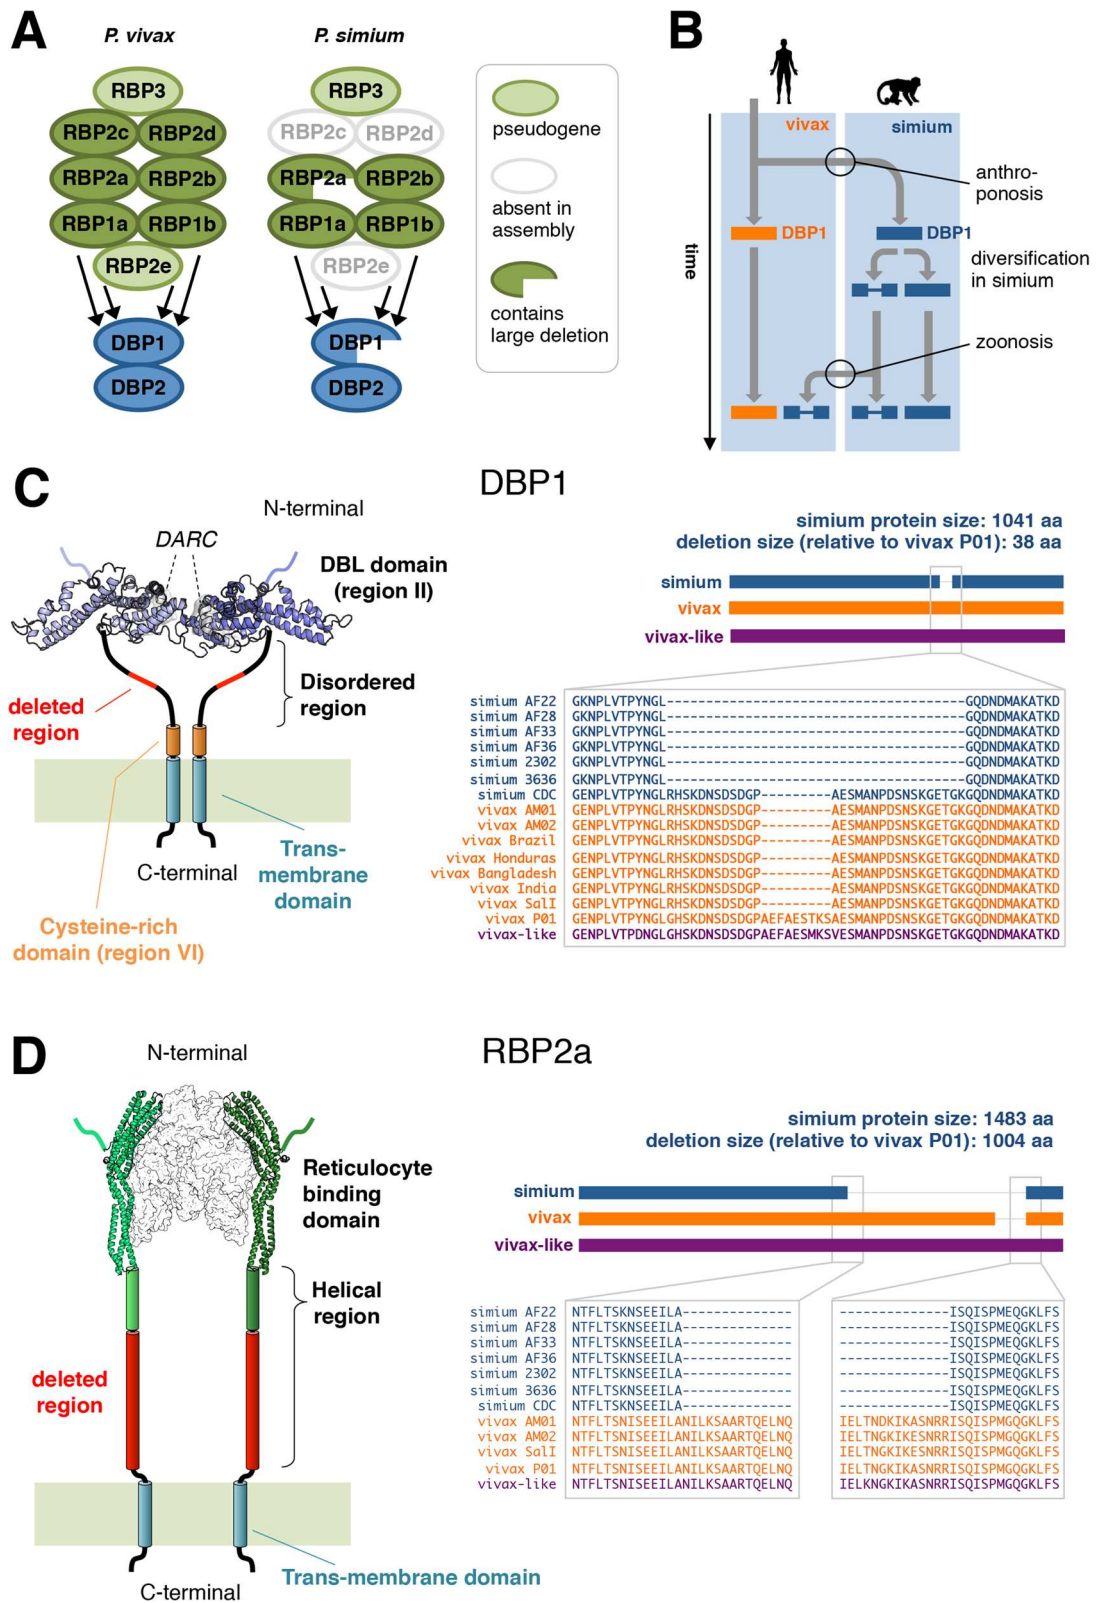 A
P. vivax
P. simium
RBP3
RBP2c RBP2d
RBP2a RBP2b
RBP1a RBP1b
RBP2e
DBP1
DBP2
RBP3
RBP2c RBP2d
RBP2a RBP2b
RBP1a RBP1b
RBP2e
DBP1
DBP2
pseudogene
absent in
assembly
contains
large deletion
B
vivax
simium
time
anthro-
ponosis
DBP1
DBP1
diversification
in simium
zoonosis
C
N-terminal
DARC
DBL domain
(region II)
Disordered
region
deleted
region
C-terminal
Trans-
membrane
domain
Cysteine-rich
domain (region VI)
DBP1
simium protein size: 1041 aa
deletion size (relative to vivax P01): 38 aa
simium
vivax
vivax-like
simium AF22 GKNPLVTPYNGL--------------------------------------GQDNDMAKATKD
simium AF28 GKNPLVTPYNGL--------------------------------------GQDNDMAKATKD
simium AF33 GKNPLVTPYNGL--------------------------------------GQDNDMAKATKD
simium AF36 GKNPLVTPYNGL--------------------------------------GQDNDMAKATKD
simium 2302 GKNPLVTPYNGL--------------------------------------GQDNDMAKATKD
simium 3636 GKNPLVTPYNGL--------------------------------------GQDNDMAKATKD
simium CDC GENPLVTPYNGLRHSKDNSDSDGP---------AESMANPDSNSKGETGKGQDNDMAKATKD
vivax AM01 GENPLVTPYNGLRHSKDNSDSDGP---------AESMANPDSNSKGETGKGQDNDMAKATKD
vivax AM02 GENPLVTPYNGLRHSKDNSDSDGP---------AESMANPDSNSKGETGKGQDNDMAKATKD
vivax Brazil GENPLVTPYNGLRHSKDNSDSDGP---------AESMANPDSNSKGETGKGQDNDMAKATKD
vivax Honduras GENPLVTPYNGLRHSKDNSDSDGP---------AESMANPDSNSKGETGKGQDNDMAKATKD
vivax Bangladesh GENPLVTPYNGLRHSKDNSDSDGP---------AESMANPDSNSKGETGKGQDNDMAKATKD
vivax India GENPLVTPYNGLRHSKDNSDSDGP---------AESMANPDSNSKGETGKGQDNDMAKATKD
vivax SalI GENPLVTPYNGLRHSKDNSDSDGP---------AESMANPDSNSKGETGKGQDNDMAKATKD
vivax P01 GENPLVTPYNGLGHSKDNSDSDGPAEFAESTKSAESMANPDSNSKGETGKGQDNDMAKATKD
vivax-like GENPLVTPDNGLGHSKDNSDSDGPAEFAESMKSVESMANPDSNSKGETGKGQDNDMAKATKD
D
N-terminal
Reticulocyte
binding
domain
Helical
region
deleted
region
Trans-membrane domain
C-terminal
RBP2a
simium protein size: 1483 aa
deletion size (relative to vivax P01): 1004 aa
simium
vivax
vivax-like
simium AF22 NTFLTSKNSEEILA-------------- --------------ISQISPMEQGKLFS
simium AF28 NTFLTSKNSEEILA-------------- --------------ISQISPMEQGKLFS
simium AF33 NTFLTSKNSEEILA-------------- --------------ISQISPMEQGKLFS
simium AF36 NTFLTSKNSEEILA-------------- --------------ISQISPMEQGKLFS
simium 2302 NTFLTSKNSEEILA-------------- --------------ISQISPMEQGKLFS
simium 3636 NTFLTSKNSEEILA-------------- --------------ISQISPMEQGKLFS
simium CDC NTFLTSKNSEEILA-------------- --------------ISQISPMEQGKLFS
vivax AM01 NTFLTSNISEEILANILKSAARTQELNQ IELTNDKIKASNRRISQISPMGQGKLFS
vivax AM02 NTFLTSNISEEILANILKSAARTQELNQ IELTNGKIKESNRRISQISPMGQGKLFS
vivax SalI NTFLTSNISEEILANILKSAARTQELNQ IELTNGKIKASNRRISQISPMGQGKLFS
vivax P01 NTFLTSNISEEILANILKSAARTQELNQ IELTNGKIKASNRRISQISPMEQGKLFS
vivax-like NTFLTSNISEEILANILKSAARTQELNQ IELKNGKIKASNRRISQISPMGQGKLFS